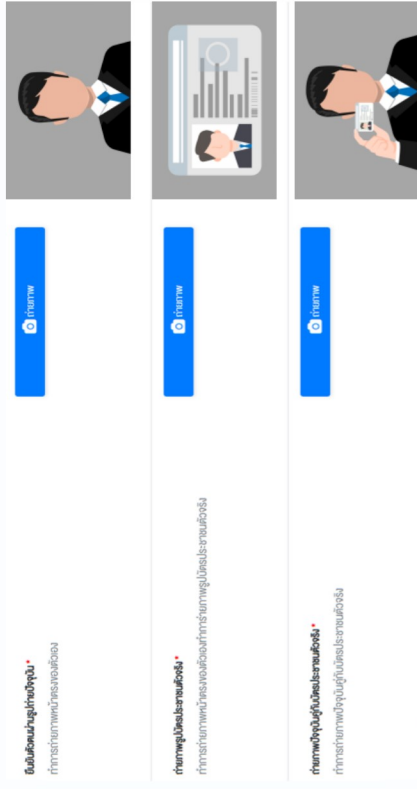 ยืนยันตัวตนผ่านรูปถ่ายปัจจุบัน *
ทำการถ่ายภาพหน้าตรงของตัวเอง
ถ่ายภาพ
ถ่ายภาพรูปบัตรประชาชนตัวจริง *
ทำการถ่ายภาพหน้าตรงของตัวเองทำการถ่ายภาพรูปบัตรประชาชนตัวจริง
ถ่ายภาพ
ถ่ายภาพปัจจุบันคู่กับบัตรประชาชนตัวจริง *
ทำการถ่ายภาพปัจจุบันคู่กับบัตรประชาชนตัวจริง
ถ่ายภาพ